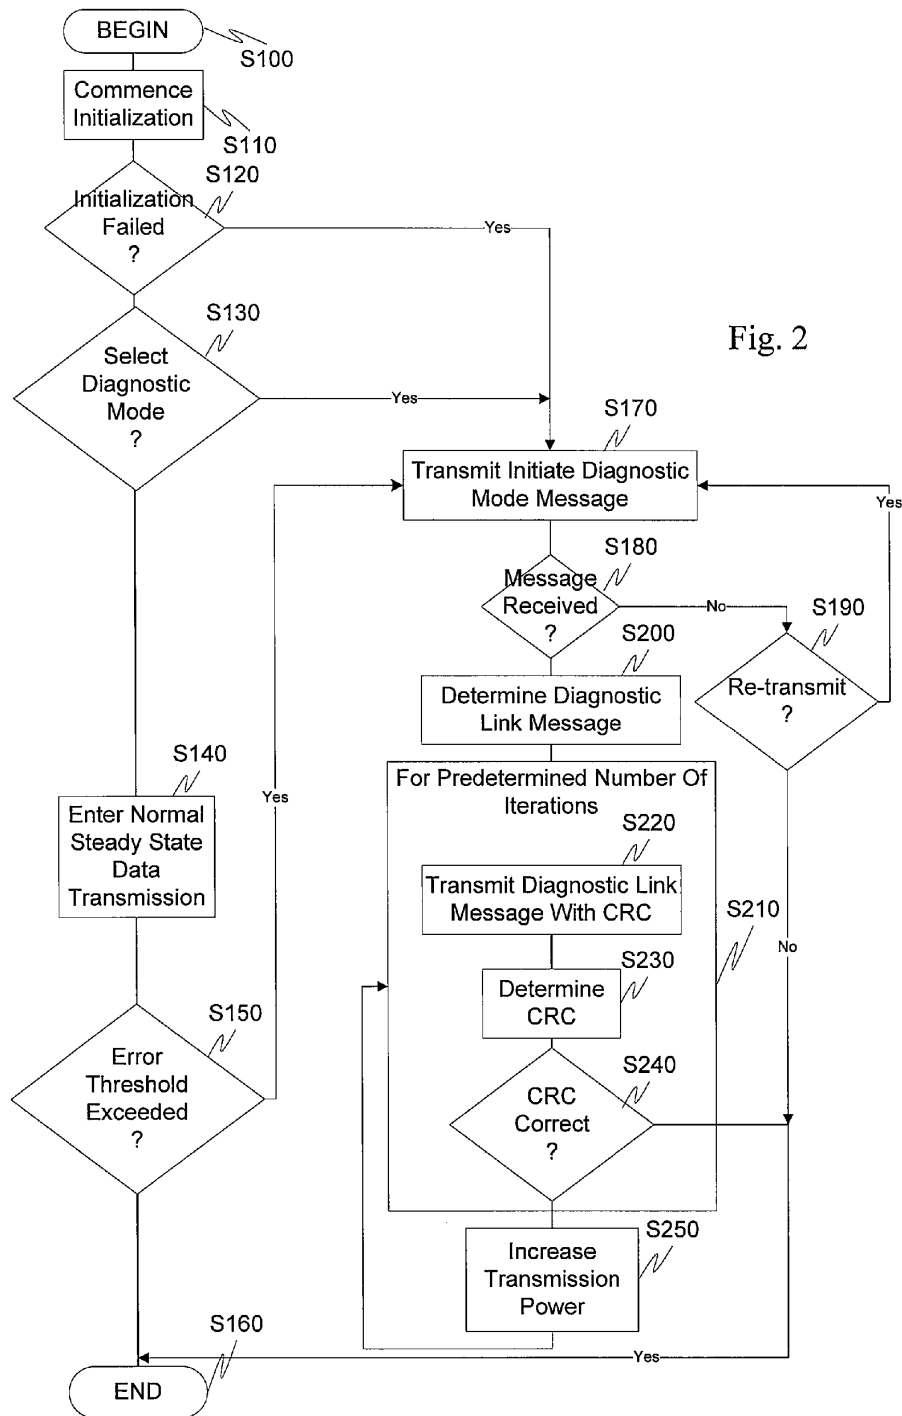 BEGIN
S100
Commence
Initialization
S110
S120
Initialization
Failed
?
Yes
S130
Select
Diagnostic
Mode
?
Yes
Fig. 2
S170
Transmit Initiate Diagnostic
Mode Message
Yes
S180
Message
Received
?
No
S190
Re-transmit
?
S200
Determine Diagnostic
Link Message
S140
Enter Normal
Steady State
Data
Transmission
Yes
For Predetermined Number Of
Iterations
S220
Transmit Diagnostic Link
Message With CRC
S210
No
S230
Determine
CRC
S150
Error
Threshold
Exceeded
?
S240
CRC
Correct
?
S250
Increase
Transmission
Power
S160
Yes
END